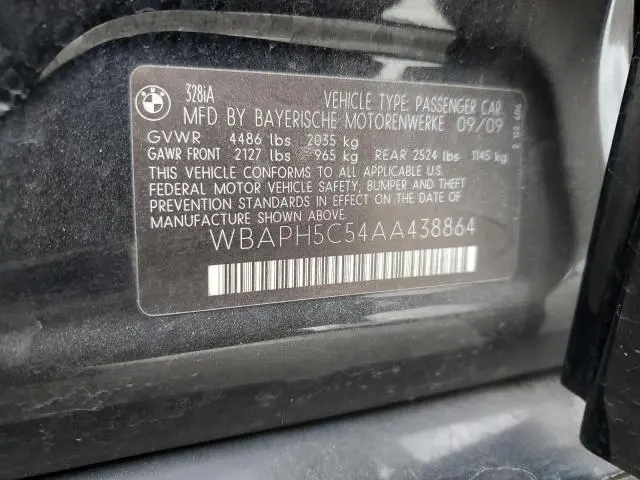 BMW
328iA
VEHICLE TYPE: PASSENGER CAR
MFD BY BAYERISCHE MOTORENWERKE 09/09
GVWR 4486 lbs 2035 kg
GAWR FRONT 2127 lbs 965 kg REAR 2524 lbs 1145 kg
THIS VEHICLE CONFORMS TO ALL APPLICABLE U.S.
FEDERAL MOTOR VEHICLE SAFETY, BUMPER AND THEFT
PREVENTION STANDARDS IN EFFECT ON THE DATE OF
MANUFACTURE SHOWN ABOVE.
WBAPH5C54AA438864